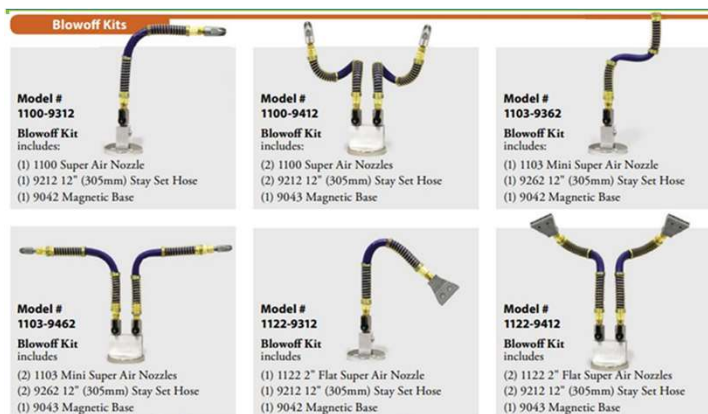 Blowoff Kits
Model #
1100-9312
Blowoff Kit
includes:
(1) 1100 Super Air Nozzle
(1) 9212 12" (305mm) Stay Set Hose
(1) 9042 Magnetic Base
Model #
1100-9412
Blowoff Kit
includes:
(2) 1100 Super Air Nozzles
(2) 9212 12" (305mm) Stay Set Hose
(1) 9043 Magnetic Base
Model #
1103-9362
Blowoff Kit
includes:
(1) 1103 Mini Super Air Nozzle
(1) 9262 12" (305mm) Stay Set Hose
(1) 9042 Magnetic Base
Model #
1103-9462
Blowoff Kit
includes
(2) 1103 Mini Super Air Nozzles
(2) 9262 12" (305mm) Stay Set Hose
(1) 9043 Magnetic Base
Model #
1122-9312
Blowoff Kit
includes
(1) 1122 2" Flat Super Air Nozzle
(1) 9212 12" (305mm) Stay Set Hose
(1) 9042 Magnetic Base
Model #
1122-9412
Blowoff Kit
includes
(2) 1122 2" Flat Super Air Nozzles
(2) 9212 12" (305mm) Stay Set Hose
(1) 9043 Magnetic Base